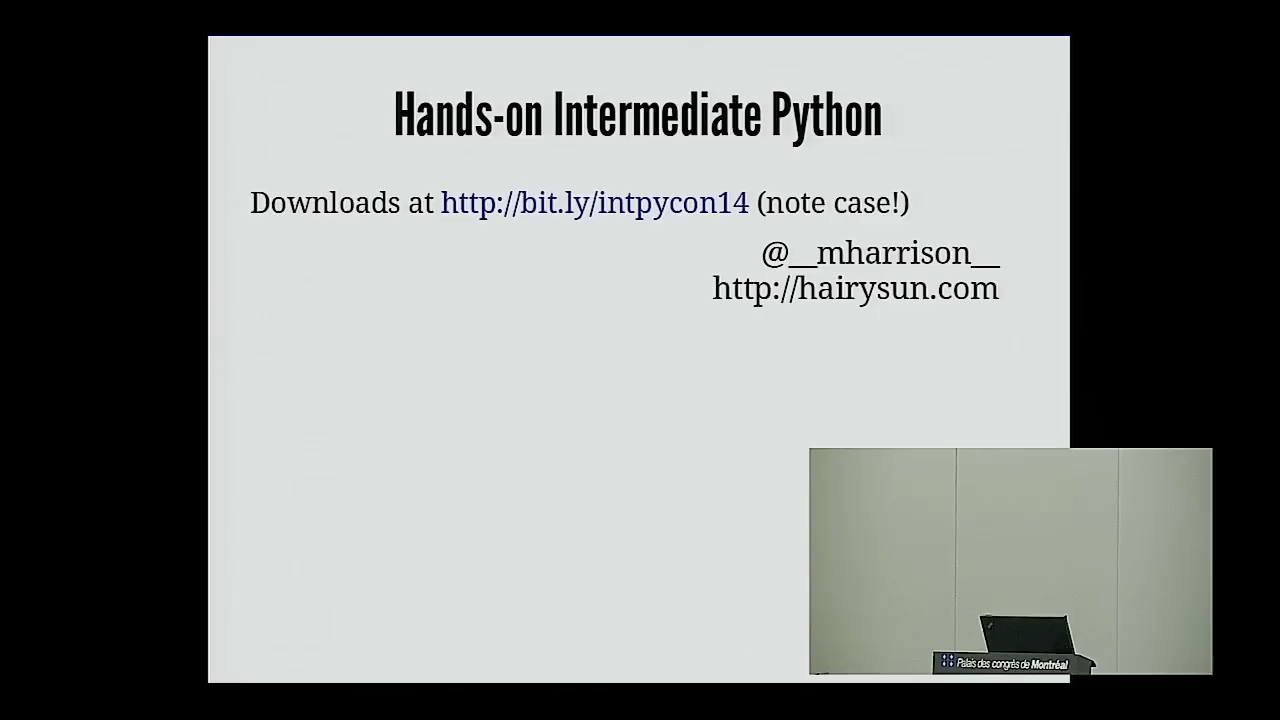 Hands-on Intermediate Python
Downloads at http://bit.ly/intpycon14 (note case!)
@__mharrison__
http://hairysun.com
Palais des congrès de Montréal